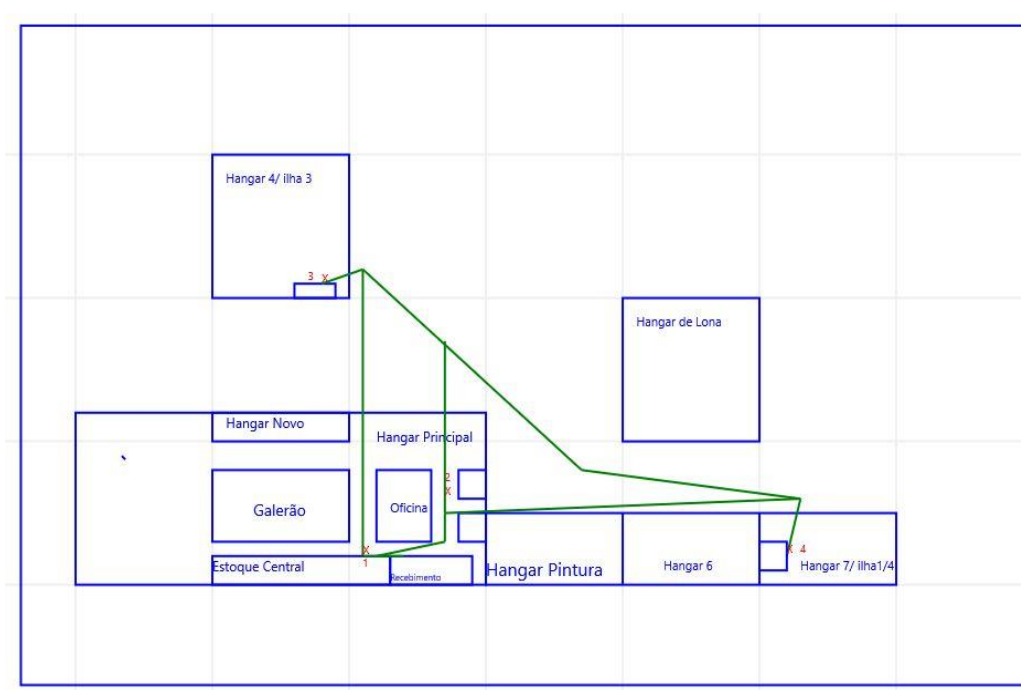 Hangar 4/ ilha 3
3 X
Hangar de Lona
Hangar Novo
Hangar Principal
2
X
Galerão
Oficina
X
1
Estoque Central
Recebimento
Hangar Pintura
Hangar 6
X 4
Hangar 7/ ilha1/4